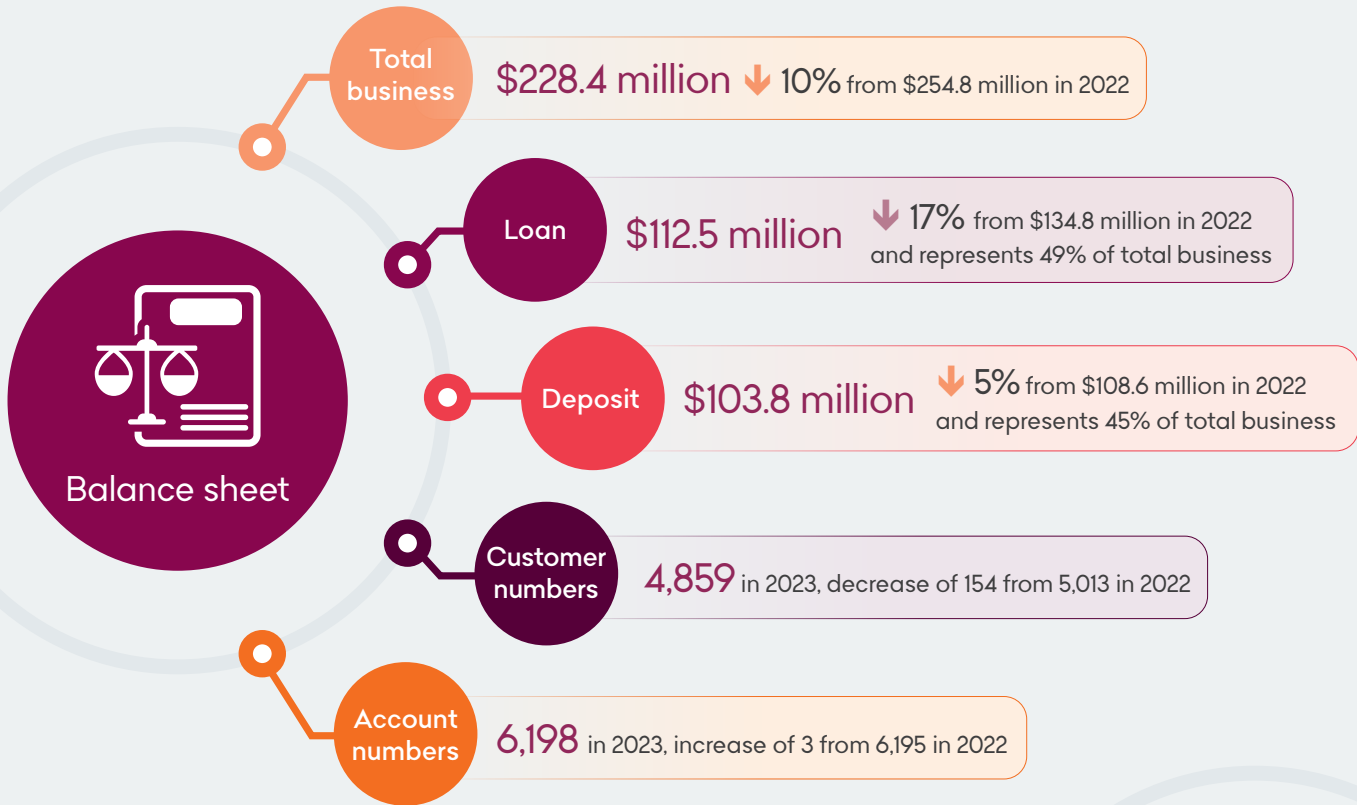 Total
business
$228.4 million 10% from $254.8 million in 2022
Loan
$112.5 million
17% from $134.8 million in 2022
and represents 49% of total business
Deposit
$103.8 million
5% from $108.6 million in 2022
and represents 45% of total business
Balance sheet
Customer
numbers
4,859 in 2023, decrease of 154 from 5,013 in 2022
Account
numbers
6,198 in 2023, increase of 3 from 6,195 in 2022